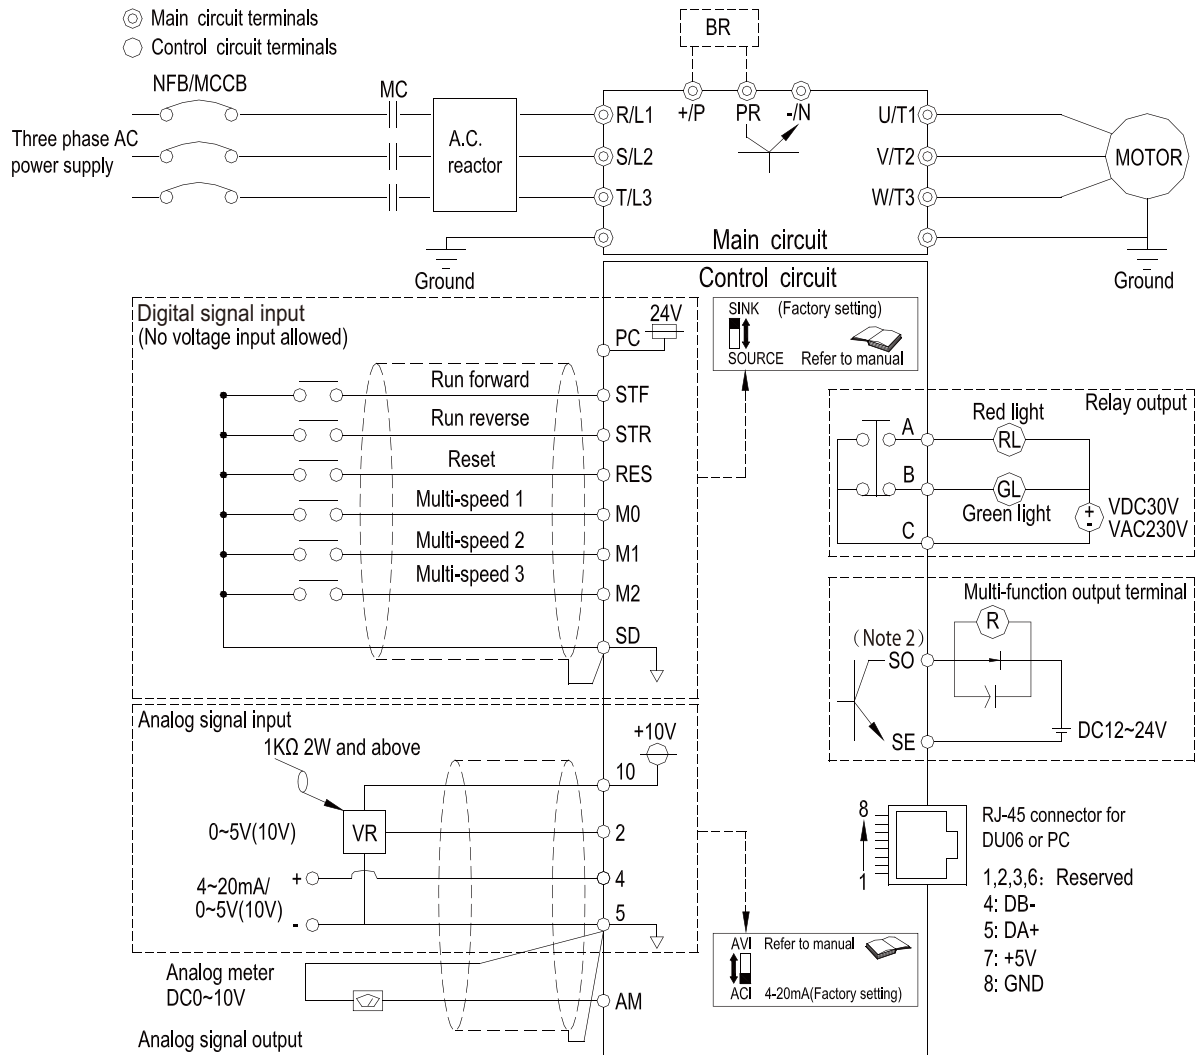 Main circuit terminals
Control circuit terminals
BR
NFB/MCCB
MC
Three phase AC
power supply
A.C.
reactor
R/L1
S/L2
T/L3
+/P
PR
-/N
U/T1
V/T2
W/T3
MOTOR
Main circuit
Ground
Ground
Control circuit
Digital signal input
(No voltage input allowed)
PC
24V
SINK (Factory setting)
SOURCE Refer to manual
Run forward
STF
Run reverse
STR
Reset
RES
Multi-speed 1
M0
Multi-speed 2
M1
Multi-speed 3
M2
SD
Relay output
Red light
A
RL
B
GL
Green light
C
+
-
VDC30V
VAC230V
Multi-function output terminal
R
(Note 2)
SO
SE
DC12~24V
Analog signal input
1KΩ 2W and above
+10V
10
0~5V(10V)
VR
2
4~20mA/
0~5V(10V)
+
-
4
5
AVI Refer to manual
ACI 4-20mA(Factory setting)
Analog meter
DC0~10V
AM
Analog signal output
8
1
RJ-45 connector for
DU06 or PC
1,2,3,6: Reserved
4: DB-
5: DA+
7: +5V
8: GND